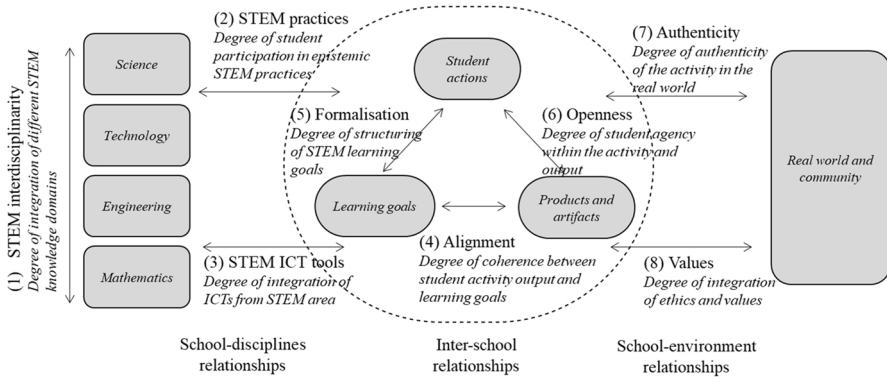 (1) STEM interdisciplinarity
Degree of integration of different STEM
knowledge domains
Science
Technology
Engineering
Mathematics
(2) STEM practices
Degree of student
participation in epistemic
STEM practices
(3) STEM ICT tools
Degree of integration of
ICTs from STEM area
Student
actions
(5) Formalisation
Degree of structuring
of STEM learning
goals
(6) Openness
Degree of student agency
within the activity and
output
Learning goals
Products and
artifacts
(4) Alignment
Degree of coherence between
student activity output and
learning goals
(7) Authenticity
Degree of authenticity
of the activity in the
real world
(8) Values
Degree of integration
of ethics and values
Real world and
community
School-disciplines
relationships
Inter-school
relationships
School-environment
relationships